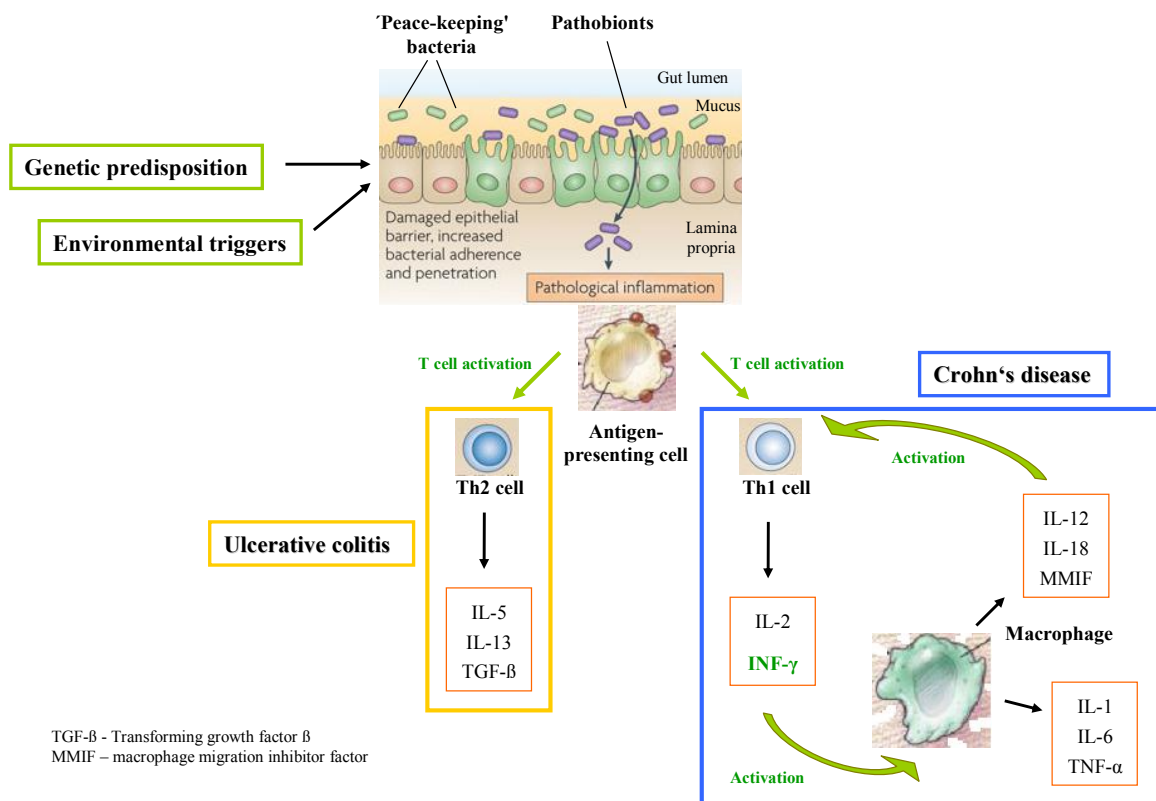 'Peace-keeping'
bacteria
Pathobionts
Gut lumen
Mucus
Genetic predisposition
Environmental triggers
Damaged epithelial
barrier, increased
bacterial adherence
and penetration
Lamina
propria
Pathological inflammation
T cell activation
T cell activation
Crohn‘s disease
Antigen-
presenting cell
Th2 cell
Th1 cell
Activation
Ulcerative colitis
IL-12
IL-18
MMIF
IL-5
IL-13
TGF-ß
IL-2
INF-γ
Macrophage
IL-1
IL-6
TNF-α
Activation
TGF-ß - Transforming growth factor ß
MMIF – macrophage migration inhibitor factor